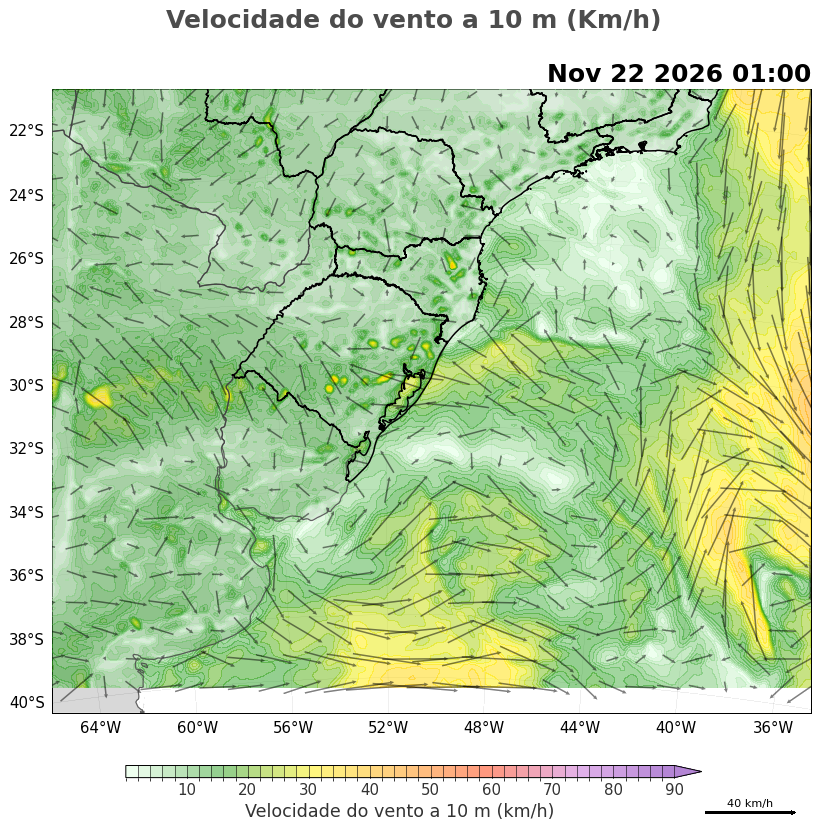 Velocidade do vento a 10 m (Km/h)
Nov 22 2026 01:00
22°S
24°S
26°S
28°S
30°S
32°S
34°S
36°S
38°S
40°S
64°W 60°W 56°W 52°W 48°W 44°W 40°W 36°W
10 20 30 40 50 60 70 80 90
Velocidade do vento a 10 m (km/h)
40 km/h